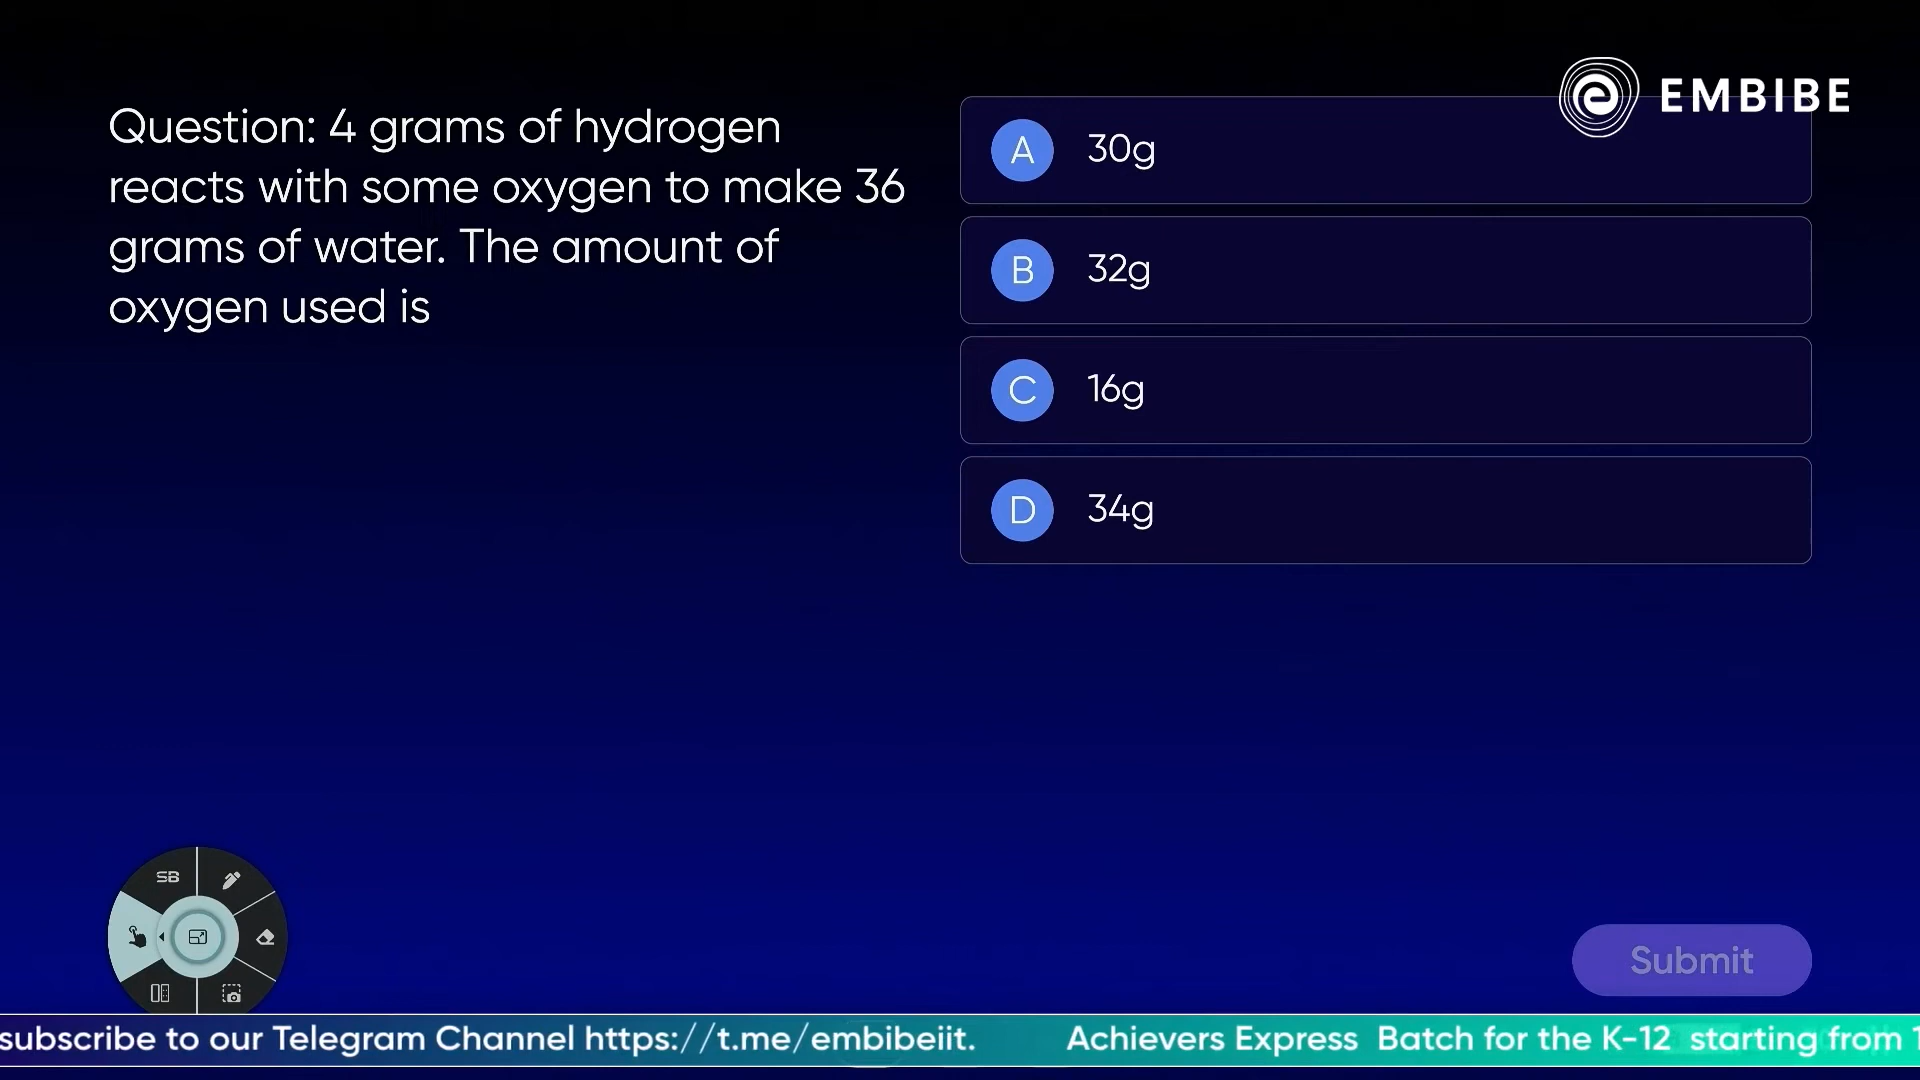 EMBIBE
Question: 4 grams of hydrogen
reacts with some oxygen to make 36
grams of water. The amount of
oxygen used is
A 30g
B 32g
C 16g
D 34g
SB
Submit
subscribe to our Telegram Channel https://t.me/embibeiit. Achievers Express Batch for the K-12 starting from 1